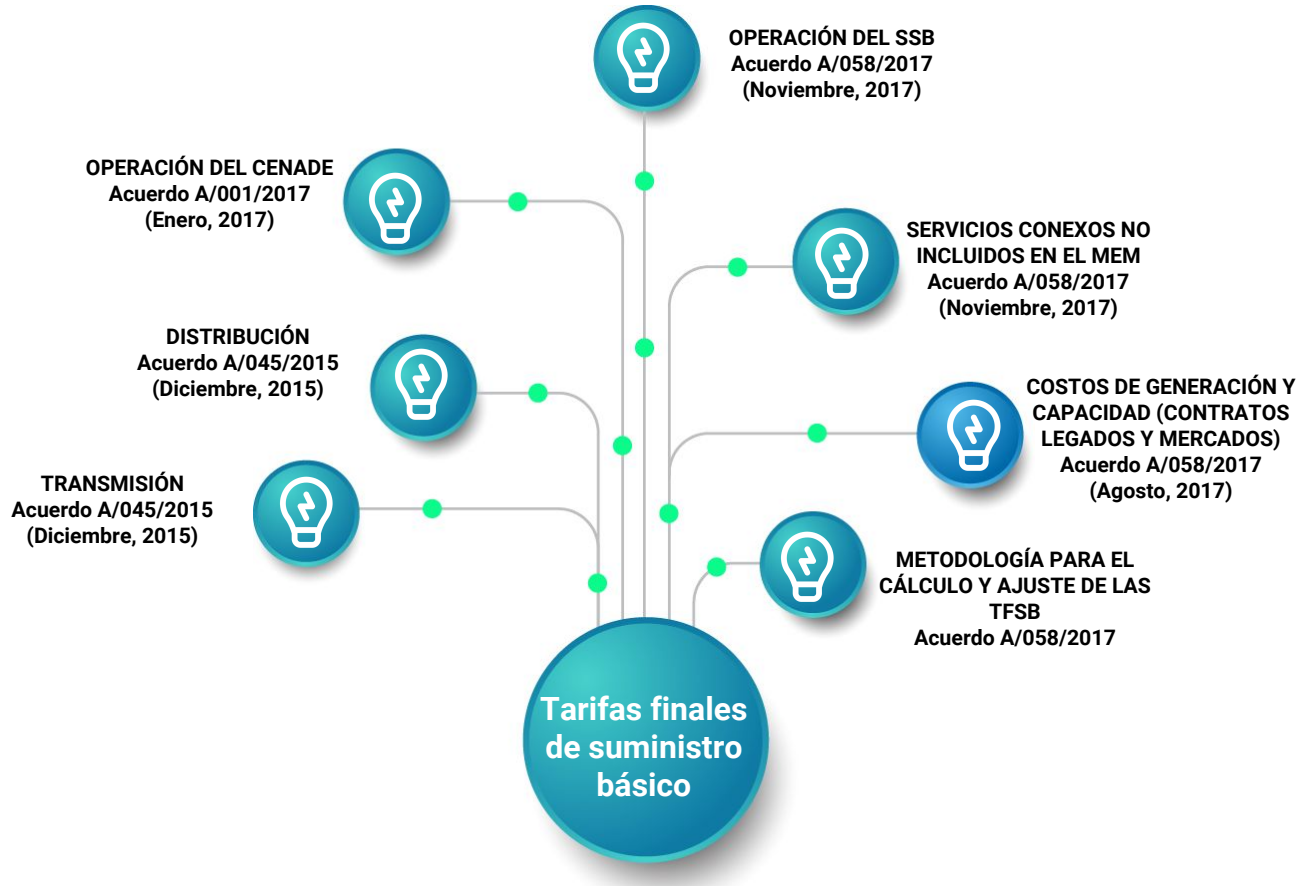 OPERACIÓN DEL SSB
Acuerdo A/058/2017
(Noviembre, 2017)
OPERACIÓN DEL CENADE
Acuerdo A/001/2017
(Enero, 2017)
SERVICIOS CONEXOS NO
INCLUIDOS EN EL MEM
Acuerdo A/058/2017
(Noviembre, 2017)
DISTRIBUCIÓN
Acuerdo A/045/2015
(Diciembre, 2015)
COSTOS DE GENERACIÓN Y
CAPACIDAD (CONTRATOS
LEGADOS Y MERCADOS)
Acuerdo A/058/2017
(Agosto, 2017)
TRANSMISIÓN
Acuerdo A/045/2015
(Diciembre, 2015)
METODOLOGÍA PARA EL
CÁLCULO Y AJUSTE DE LAS
TFSB
Acuerdo A/058/2017
Tarifas finales
de suministro
básico